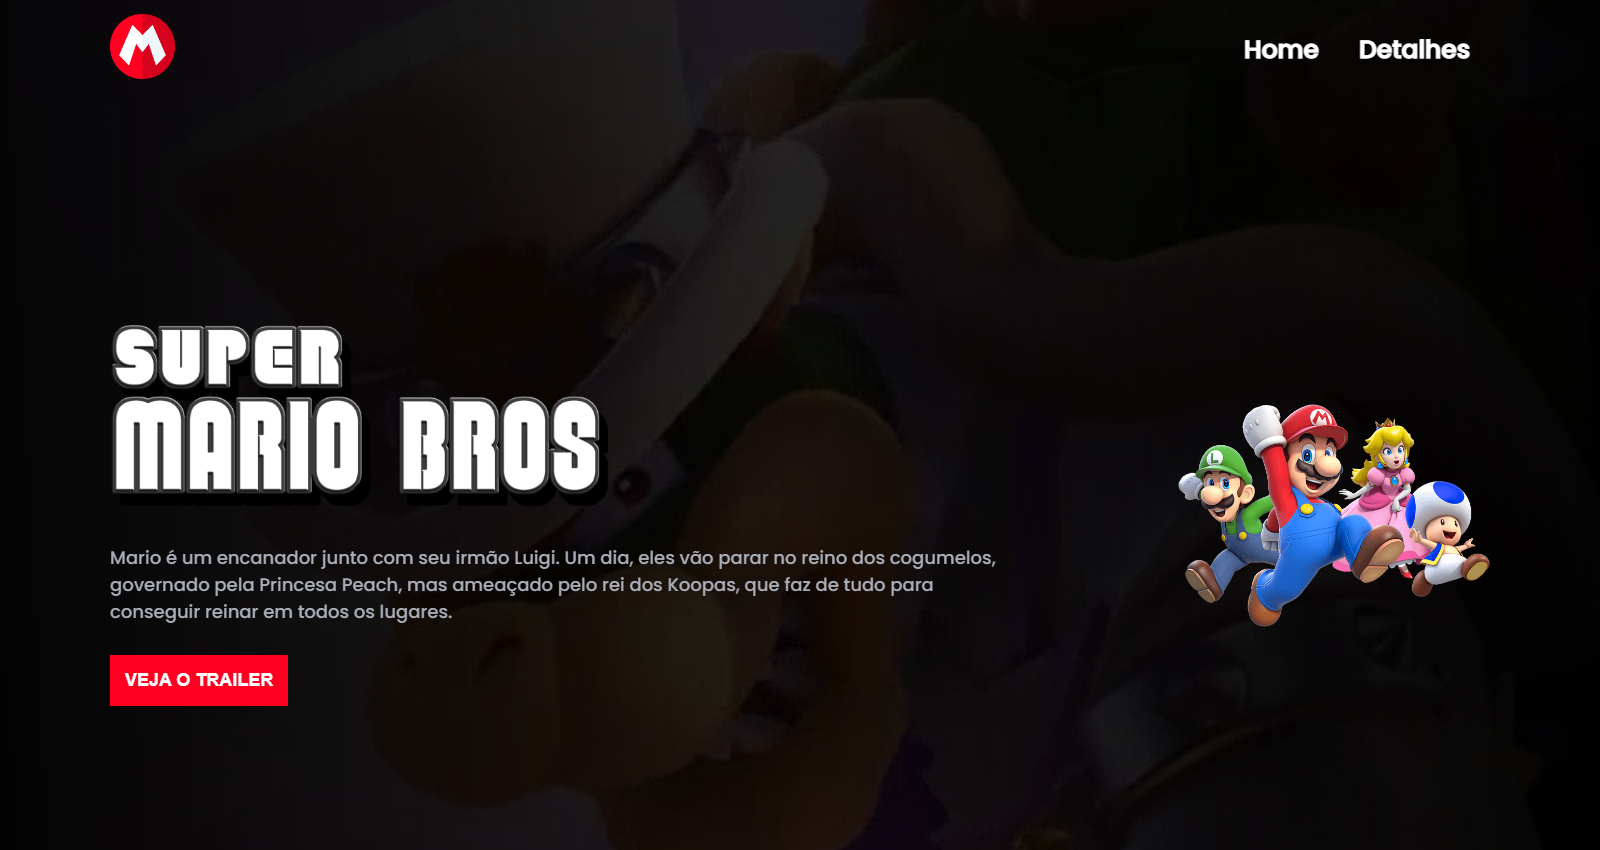 M
Home Detalhes
SUPER
MARIO BROS
M
L
Mario é um encanador junto com seu irmão Luigi. Um dia, eles vão parar no reino dos cogumelos,
governado pela Princesa Peach, mas ameaçado pelo rei dos Koopas, que faz de tudo para
conseguir reinar em todos os lugares.
VEJA O TRAILER